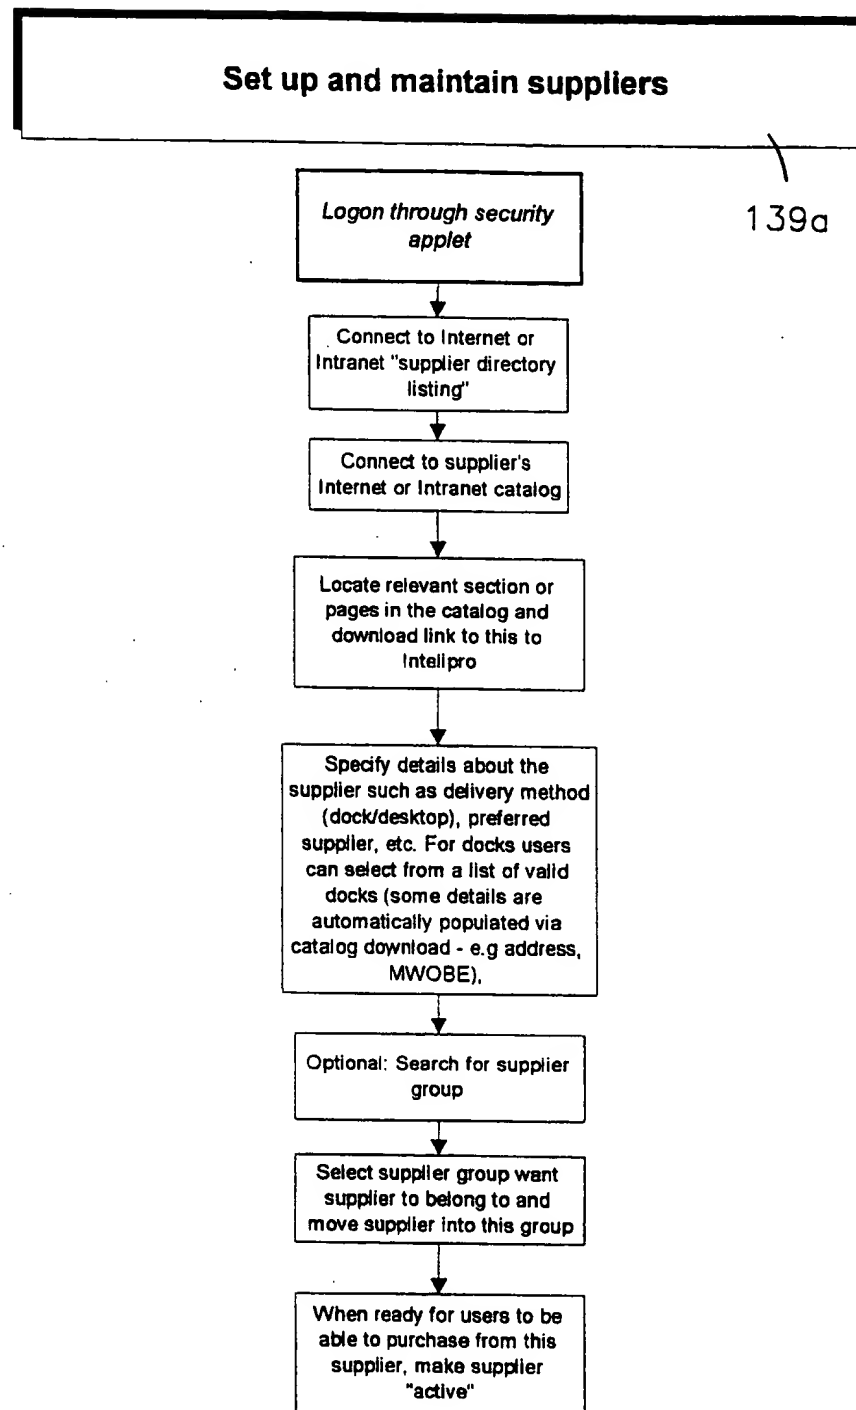 Set up and maintain suppliers
139a
Logon through security
applet
Connect to Internet or
Intranet "supplier directory
listing"
Connect to supplier's
Internet or Intranet catalog
Locate relevant section or
pages in the catalog and
download link to this to
Intelipro
Specify details about the
supplier such as delivery method
(dock/desktop), preferred
supplier, etc. For docks users
can select from a list of valid
docks (some details are
automatically populated via
catalog download - e.g address,
MWOBE),
Optional: Search for supplier
group
Select supplier group want
supplier to belong to and
move supplier into this group
When ready for users to be
able to purchase from this
supplier, make supplier
"active"